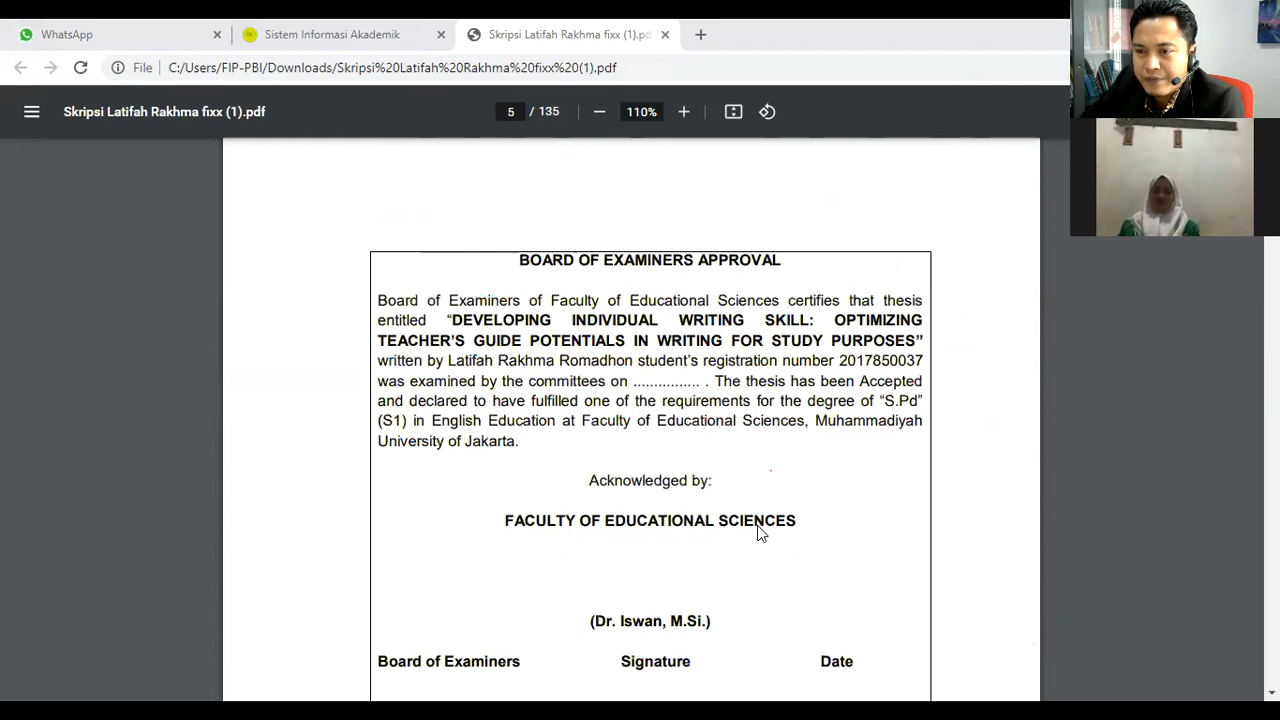 WhatsApp
Sistem Informasi Akademik
Skripsi Latifah Rakhma fixx (1).pd
File
C:/Users/FIP-PBI/Downloads/Skripsi%20Latifah%20Rakhma%20fixx%20(1).pdf
Skripsi Latifah Rakhma fixx (1).pdf
5 / 135
110%
BOARD OF EXAMINERS APPROVAL
Board of Examiners of Faculty of Educational Sciences certifies that thesis
entitled “DEVELOPING INDIVIDUAL WRITING SKILL: OPTIMIZING
TEACHER’S GUIDE POTENTIALS IN WRITING FOR STUDY PURPOSES”
written by Latifah Rakhma Romadhon student’s registration number 2017850037
was examined by the committees on ................ . The thesis has been Accepted
and declared to have fulfilled one of the requirements for the degree of “S.Pd”
(S1) in English Education at Faculty of Educational Sciences, Muhammadiyah
University of Jakarta.
Acknowledged by:
FACULTY OF EDUCATIONAL SCIENCES
(Dr. Iswan, M.Si.)
Board of Examiners
Signature
Date